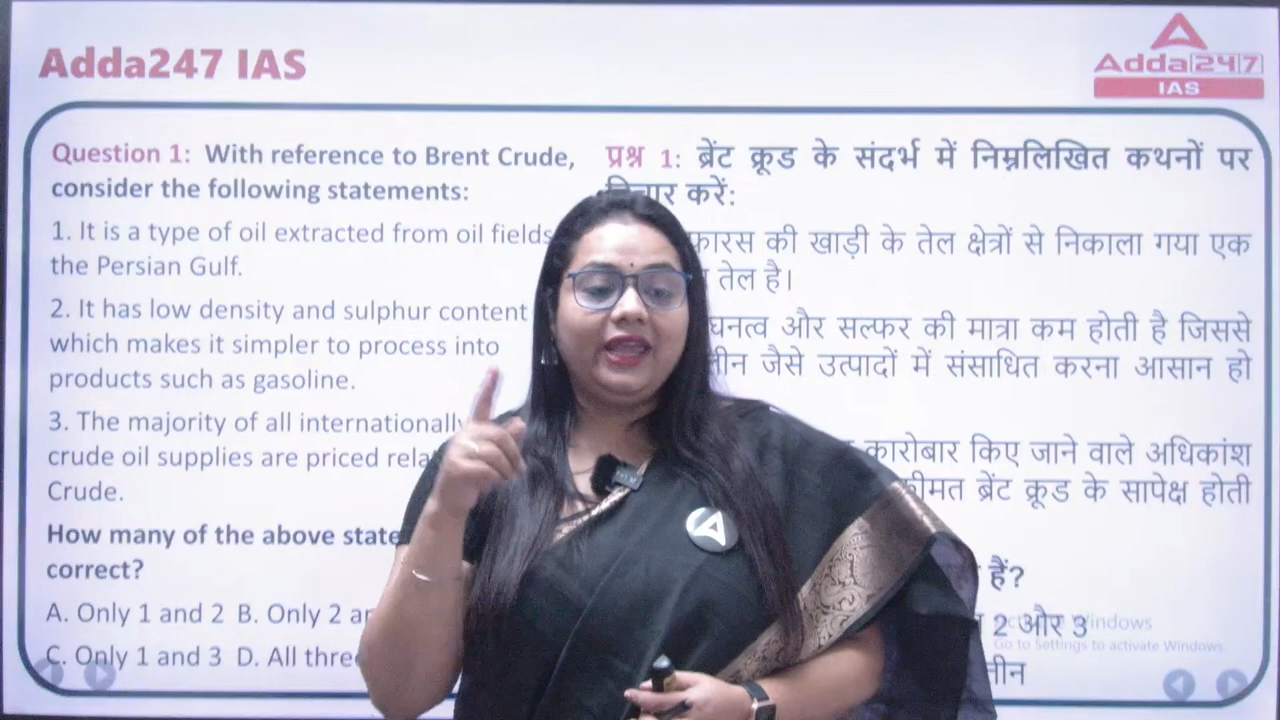 Adda247 IAS
Adda247
IAS
Question 1: With reference to Brent Crude,
consider the following statements:
1. It is a type of oil extracted from oil fields
the Persian Gulf.
2. It has low density and sulphur content
which makes it simpler to process into
products such as gasoline.
3. The majority of all internationally
crude oil supplies are priced
Crude.
How many of the above
correct?
A. Only 1 and 2 B. Only 2
C. Only 1 and 3 D. All three
प्रश्न 1: ब्रेंट क्रूड के संदर्भ में निम्नलिखित कथनों पर
करें:
की खाड़ी के तेल क्षेत्रों से निकाला गया एक
तेल है।
घनत्व और सल्फर की मात्रा कम होती है जिससे
जैसे उत्पादों में संसाधित करना आसान हो
कारोबार किए जाने वाले अधिकांश
कीमत ब्रेंट क्रूड के सापेक्ष होती
हैं?
2 और 3
Windows
Go to Settings to activate Windows.